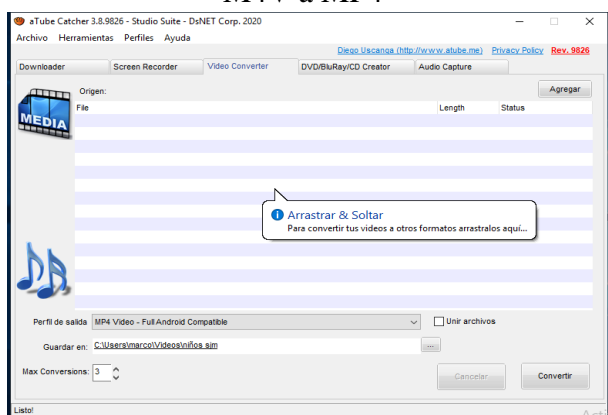 aTube Catcher 3.8.9826 - Studio Suite - DsNET Corp. 2020
Archivo Herramientas Perfiles Ayuda
Diego Uscanga (http://www.atube.me) Privacy Policy Rev. 9826
Downloader Screen Recorder Video Converter DVD/BluRay/CD Creator Audio Capture
Origen:
Agregar
File Length Status
MEDIA
Arrastrar & Soltar
Para convertir tus videos a otros formatos arrastralos aquí...
Perfil de salida MP4 Video - Full Android Compatible Unir archivos
Guardar en: C:\Users\marco\Videos\niños sjm ...
Max Conversions: 3
Cancelar Convertir
Listo!